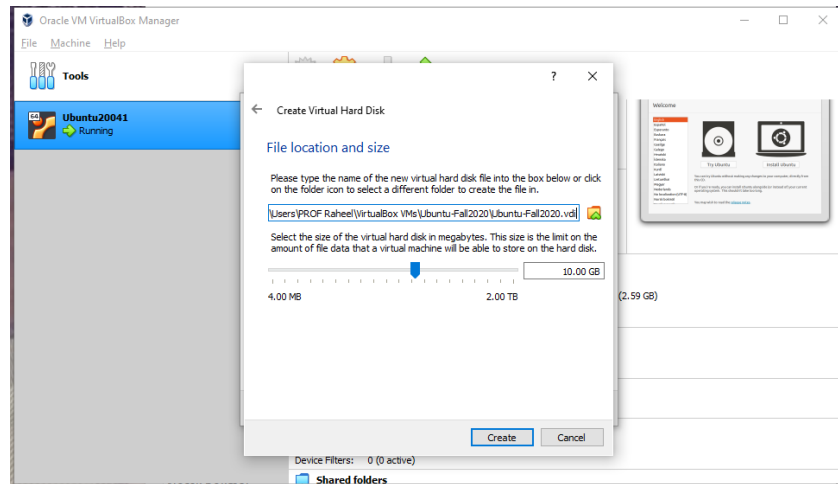 Oracle VM VirtualBox Manager
File Machine Help
Tools
64
Ubuntu20041
Running
? ×
Create Virtual Hard Disk
File location and size
Please type the name of the new virtual hard disk file into the box below or click
on the folder icon to select a different folder to create the file in.
\Users\PROF Raheel\VirtualBox VMs\Ubuntu-Fall2020\Ubuntu-Fall2020.vdi
Select the size of the virtual hard disk in megabytes. This size is the limit on the
amount of file data that a virtual machine will be able to store on the hard disk.
10.00 GB
4.00 MB 2.00 TB
Create Cancel
Welcome
Try Ubuntu Install Ubuntu
(2.59 GB)
Device Filters: 0 (0 active)
Shared folders